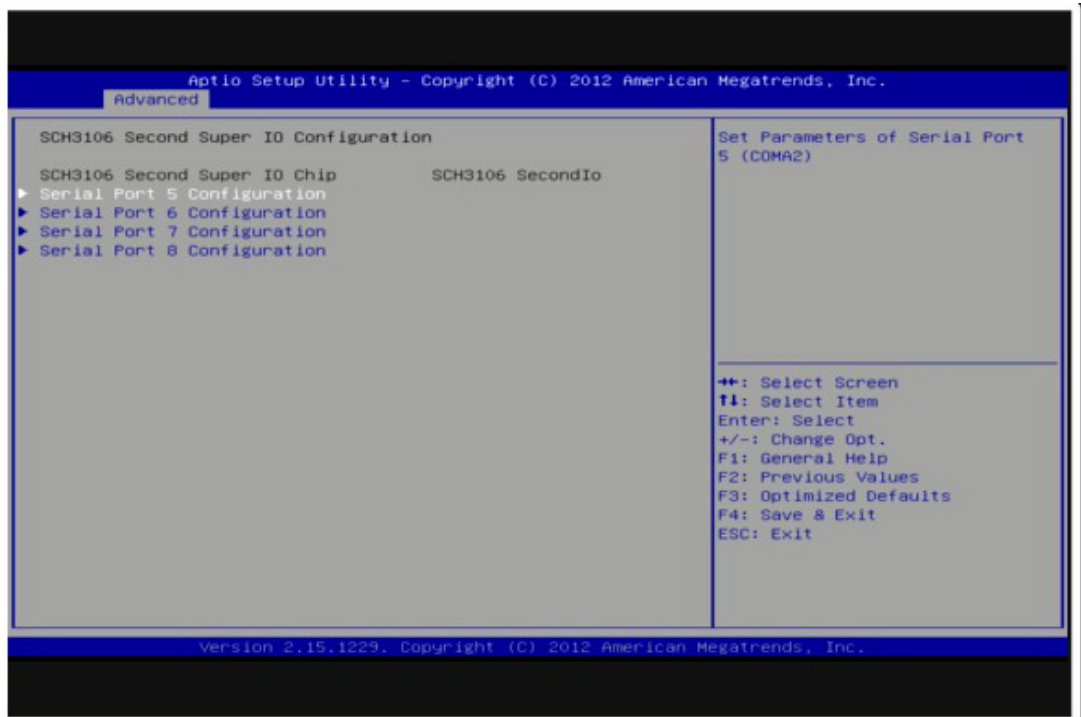 Aptio Setup Utility - Copyright (C) 2012 American Megatrends, Inc.
Advanced
SCH3106 Second Super IO Configuration
SCH3106 Second Super IO Chip SCH3106 SecondIo
▶ Serial Port 5 Configuration
▶ Serial Port 6 Configuration
▶ Serial Port 7 Configuration
▶ Serial Port 8 Configuration
Set Parameters of Serial Port
5 (COMA2)
→←: Select Screen
↑↓: Select Item
Enter: Select
+/-: Change Opt.
F1: General Help
F2: Previous Values
F3: Optimized Defaults
F4: Save & Exit
ESC: Exit
Version 2.15.1229. Copyright (C) 2012 American Megatrends, Inc.